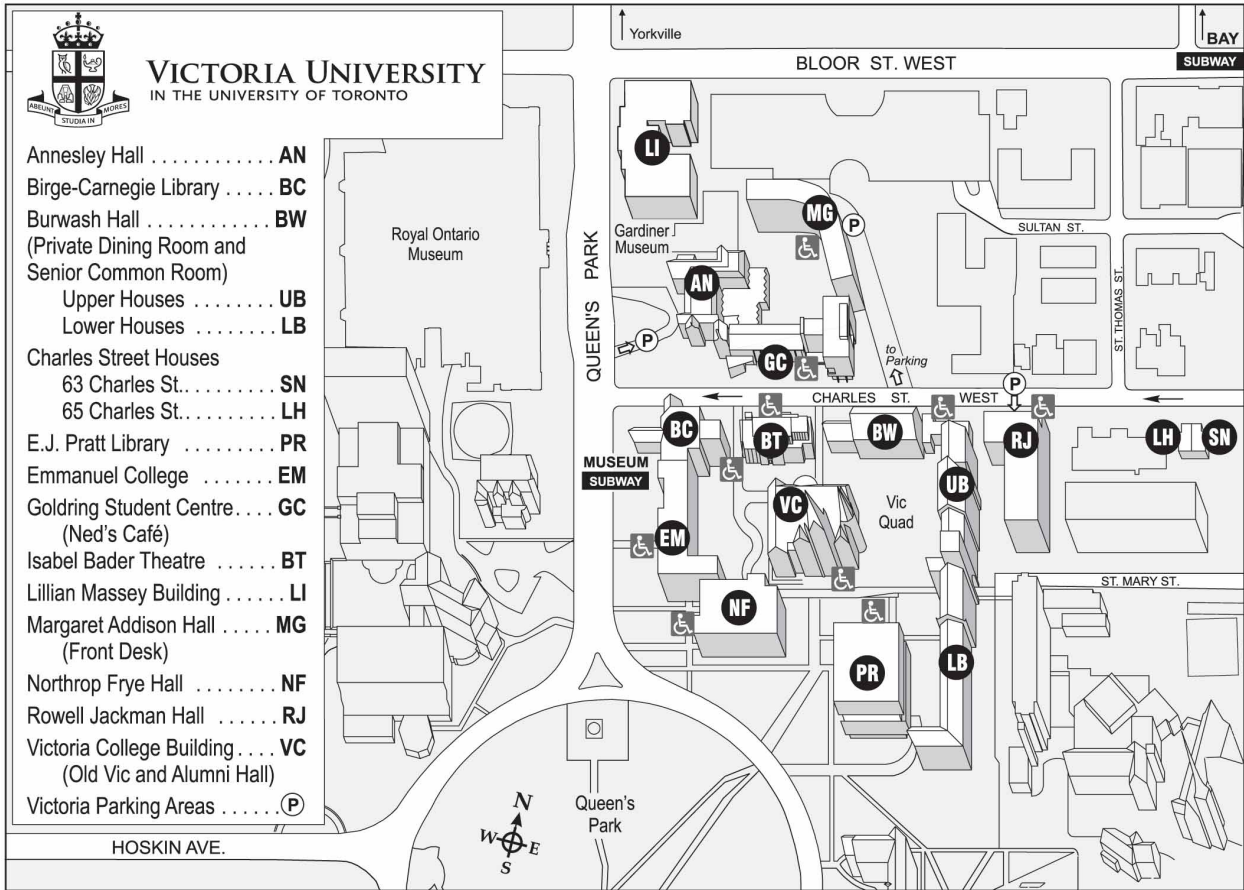 VICTORIA UNIVERSITY
IN THE UNIVERSITY OF TORONTO
ABEUNT
STUDIA IN
MORES
Annesley Hall . . . . . . . . . . . . AN
Birge-Carnegie Library . . . . . BC
Burwash Hall . . . . . . . . . . . . BW
(Private Dining Room and
Senior Common Room)
Upper Houses . . . . . . . . UB
Lower Houses . . . . . . . . LB
Charles Street Houses
63 Charles St.. . . . . . . . . SN
65 Charles St.. . . . . . . . . LH
E.J. Pratt Library . . . . . . . . . PR
Emmanuel College . . . . . . . EM
Goldring Student Centre. . . . GC
(Ned's Café)
Isabel Bader Theatre . . . . . . BT
Lillian Massey Building . . . . . LI
Margaret Addison Hall . . . . . MG
(Front Desk)
Northrop Frye Hall . . . . . . . . NF
Rowell Jackman Hall . . . . . . RJ
Victoria College Building . . . . VC
(Old Vic and Alumni Hall)
Victoria Parking Areas . . . . . . P
HOSKIN AVE.
Yorkville
BAY
SUBWAY
BLOOR ST. WEST
LI
Royal Ontario
Museum
QUEEN'S PARK
Gardiner
Museum
MG
P
SULTAN ST.
ST. THOMAS ST.
AN
P
GC
to
Parking
P
CHARLES ST. WEST
BC
BT
BW
RJ
LH
SN
MUSEUM
SUBWAY
UB
VC
Vic
Quad
EM
ST. MARY ST.
NF
PR
LB
Queen's
Park
N
W
E
S